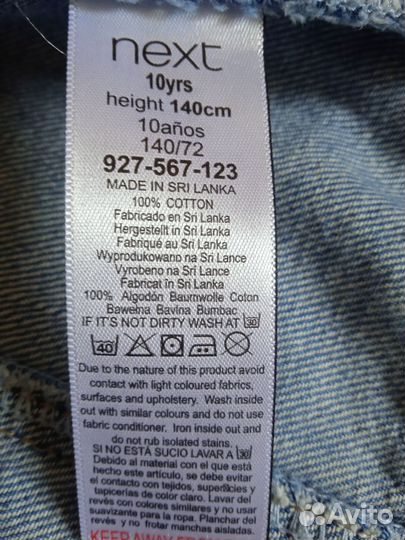 next
10yrs
height 140cm
10años
140/72
927-567-123
MADE IN SRI LANKA
100% COTTON
Fabricado en Sri Lanka
Hergestellt in Sri Lanka
Fabriqué au Sri Lanka
Wyprodukowano na Sri Lance
Vyrobeno na Sri Lance
Fabricat in Sri Lanka
100% Algodón Baumwolle Coton
Bawełna Bavlna Bumbac
IF IT'S NOT DIRTY WASH AT 30
40
Due to the nature of this product avoid
contact with light coloured fabrics,
surfaces and upholstery. Wash inside
out with similar colours and do not use
fabric conditioner. Iron inside out and
do not rub isolated stains.
SI NO ESTÁ SUCIO LAVAR A 30
Debido al material con el que está
hecho este artículo, se debe evitar
el contacto con tejidos, superficies y
tapicerías de color claro. Lavar del
revés con colores similares y no usar
suavizante para la ropa. Planchar del
revés y no frotar manchas aisladas.
KEEP AWAY
Avito